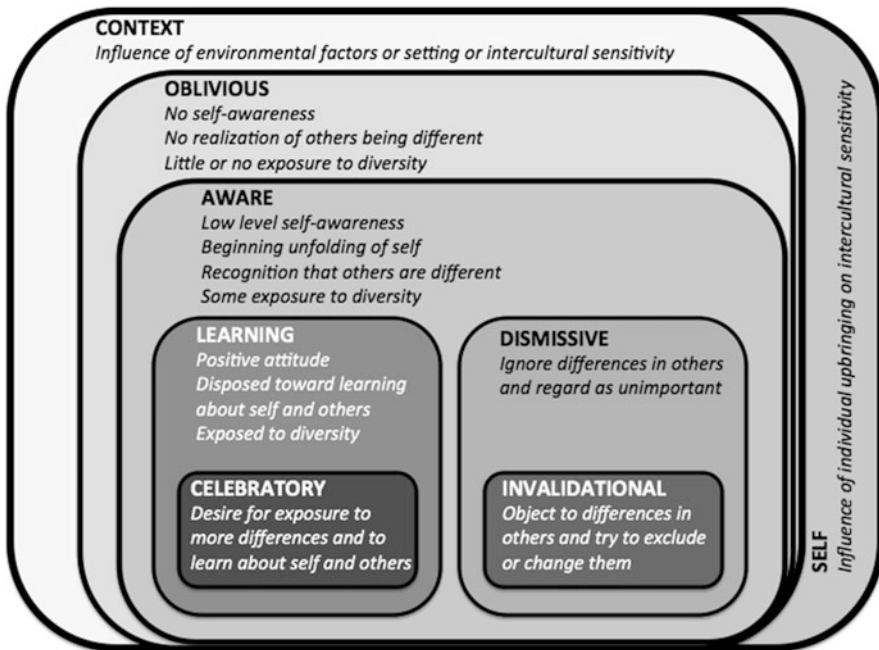 CONTEXT
Influence of environmental factors or setting or intercultural sensitivity
OBLIVIOUS
No self-awareness
No realization of others being different
Little or no exposure to diversity
AWARE
Low level self-awareness
Beginning unfolding of self
Recognition that others are different
Some exposure to diversity
LEARNING
Positive attitude
Disposed toward learning
about self and others
Exposed to diversity
CELEBRATORY
Desire for exposure to
more differences and to
learn about self and others
DISMISSIVE
Ignore differences in others
and regard as unimportant
INVALIDATIONAL
Object to differences in
others and try to exclude
or change them
SELF
Influence of individual upbringing on intercultural sensitivity